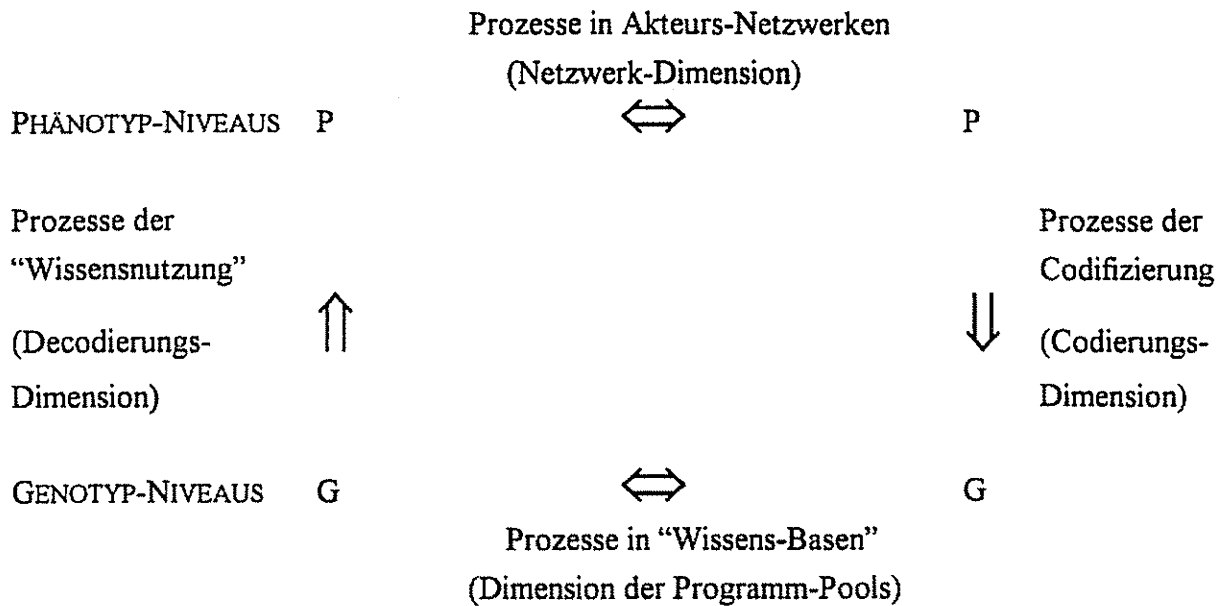 Prozesse in Akteurs-Netzwerken
(Netzwerk-Dimension)
PHÄNOTYP-NIVEAUS P ⇔ P
Prozesse der
“Wissensnutzung”
(Decodierungs-
Dimension)
⇑
⇓
Prozesse der
Codifizierung
(Codierungs-
Dimension)
GENOTYP-NIVEAUS G ⇔ G
Prozesse in “Wissens-Basen”
(Dimension der Programm-Pools)